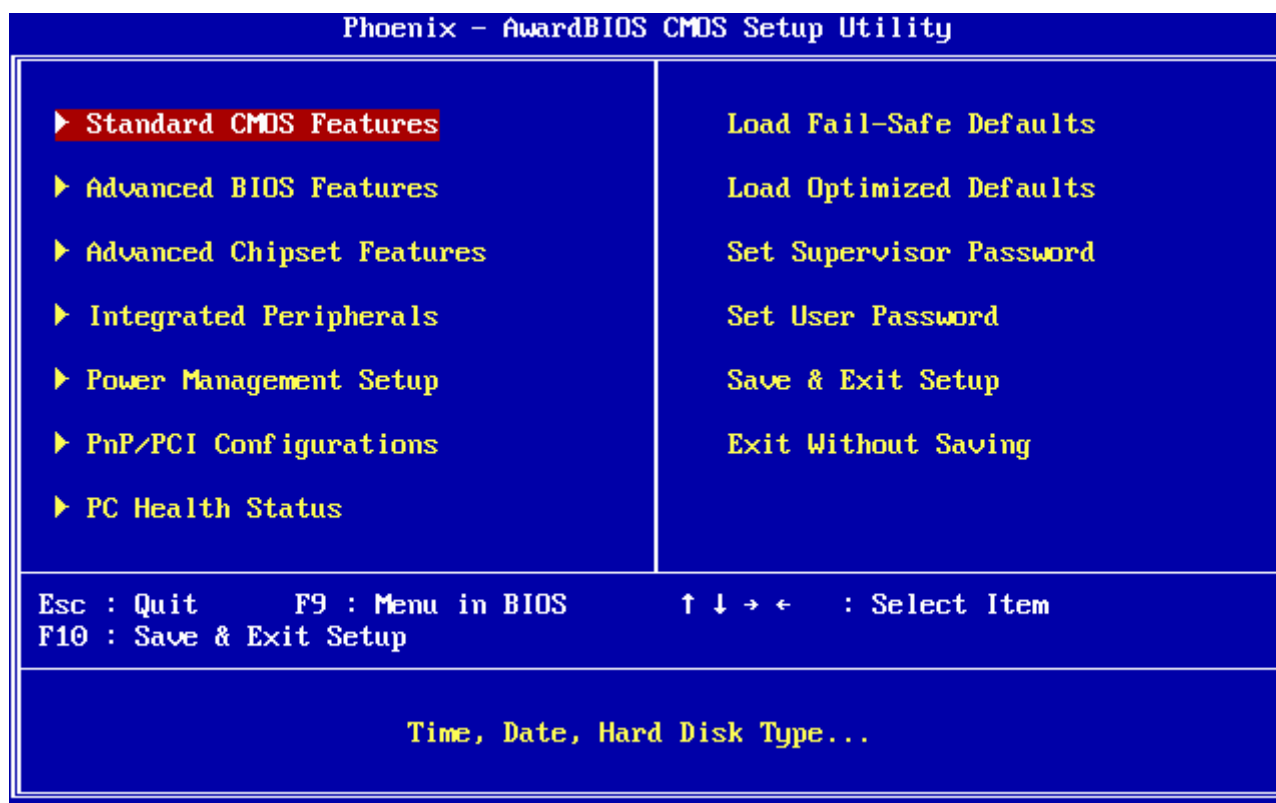 Phoenix - AwardBIOS CMOS Setup Utility
Standard CMOS Features
Advanced BIOS Features
Advanced Chipset Features
Integrated Peripherals
Power Management Setup
PnP/PCI Configurations
PC Health Status
Load Fail-Safe Defaults
Load Optimized Defaults
Set Supervisor Password
Set User Password
Save & Exit Setup
Exit Without Saving
Esc : Quit F9 : Menu in BIOS ↑ ↓ → ← : Select Item
F10 : Save & Exit Setup
Time, Date, Hard Disk Type...